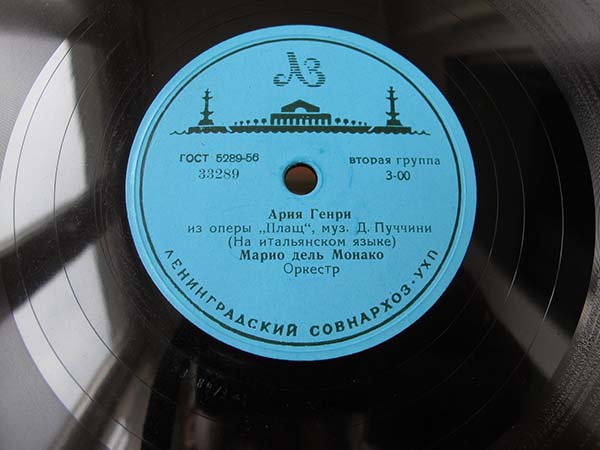 ЛЗ
ГОСТ 5289-56
33289
вторая группа
3-00
Ария Генри
из оперы „Плащ“, муз. Д. Пуччини
(На итальянском языке)
Марио дель Монако
Оркестр
ЛЕНИНГРАДСКИЙ СОВНАРХОЗ-УХП